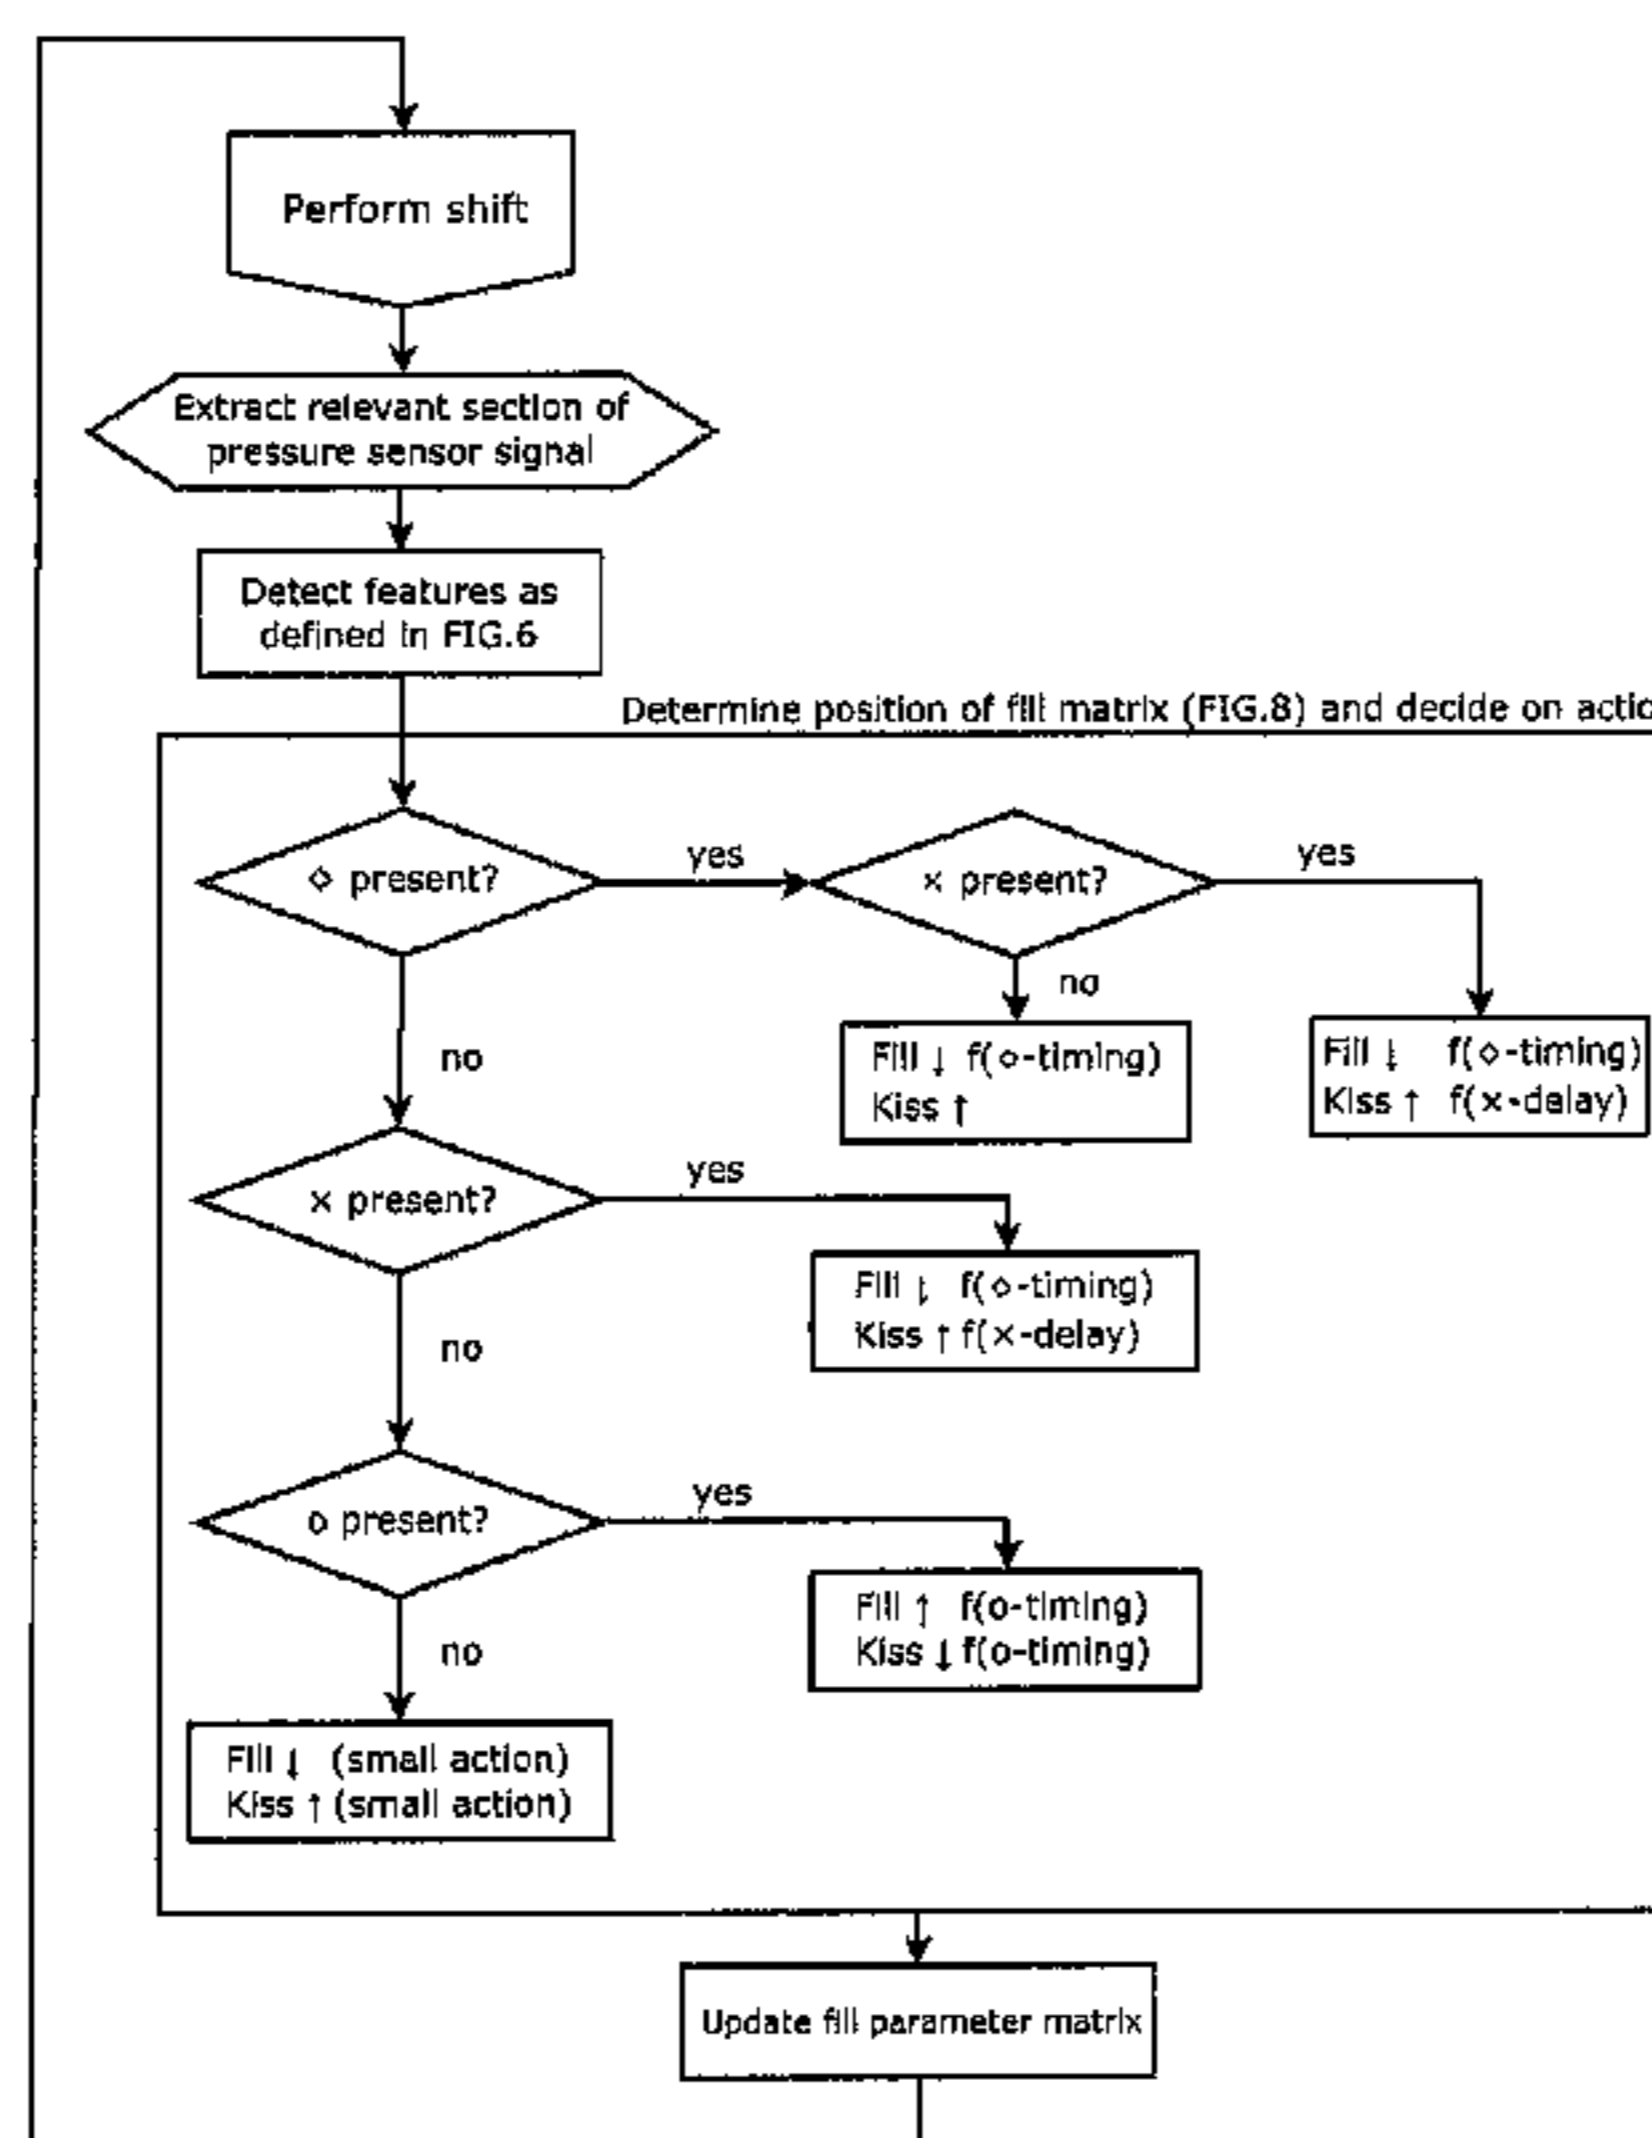 Perform shift
Extract relevant section of
pressure sensor signal
Detect features as
defined in FIG.6
Determine position of fill matrix (FIG.8) and decide on actio
◇ present?
yes
× present?
yes
no
no
Fill ↓ f(◇-timing)
Kiss ↑
Fill ↓ f(◇-timing)
Kiss ↑ f(×-delay)
× present?
yes
Fill ↓ f(◇-timing)
Kiss ↑ f(×-delay)
no
o present?
yes
Fill ↑ f(o-timing)
Kiss ↓ f(o-timing)
no
Fill ↓ (small action)
Kiss ↑ (small action)
Update fill parameter matrix